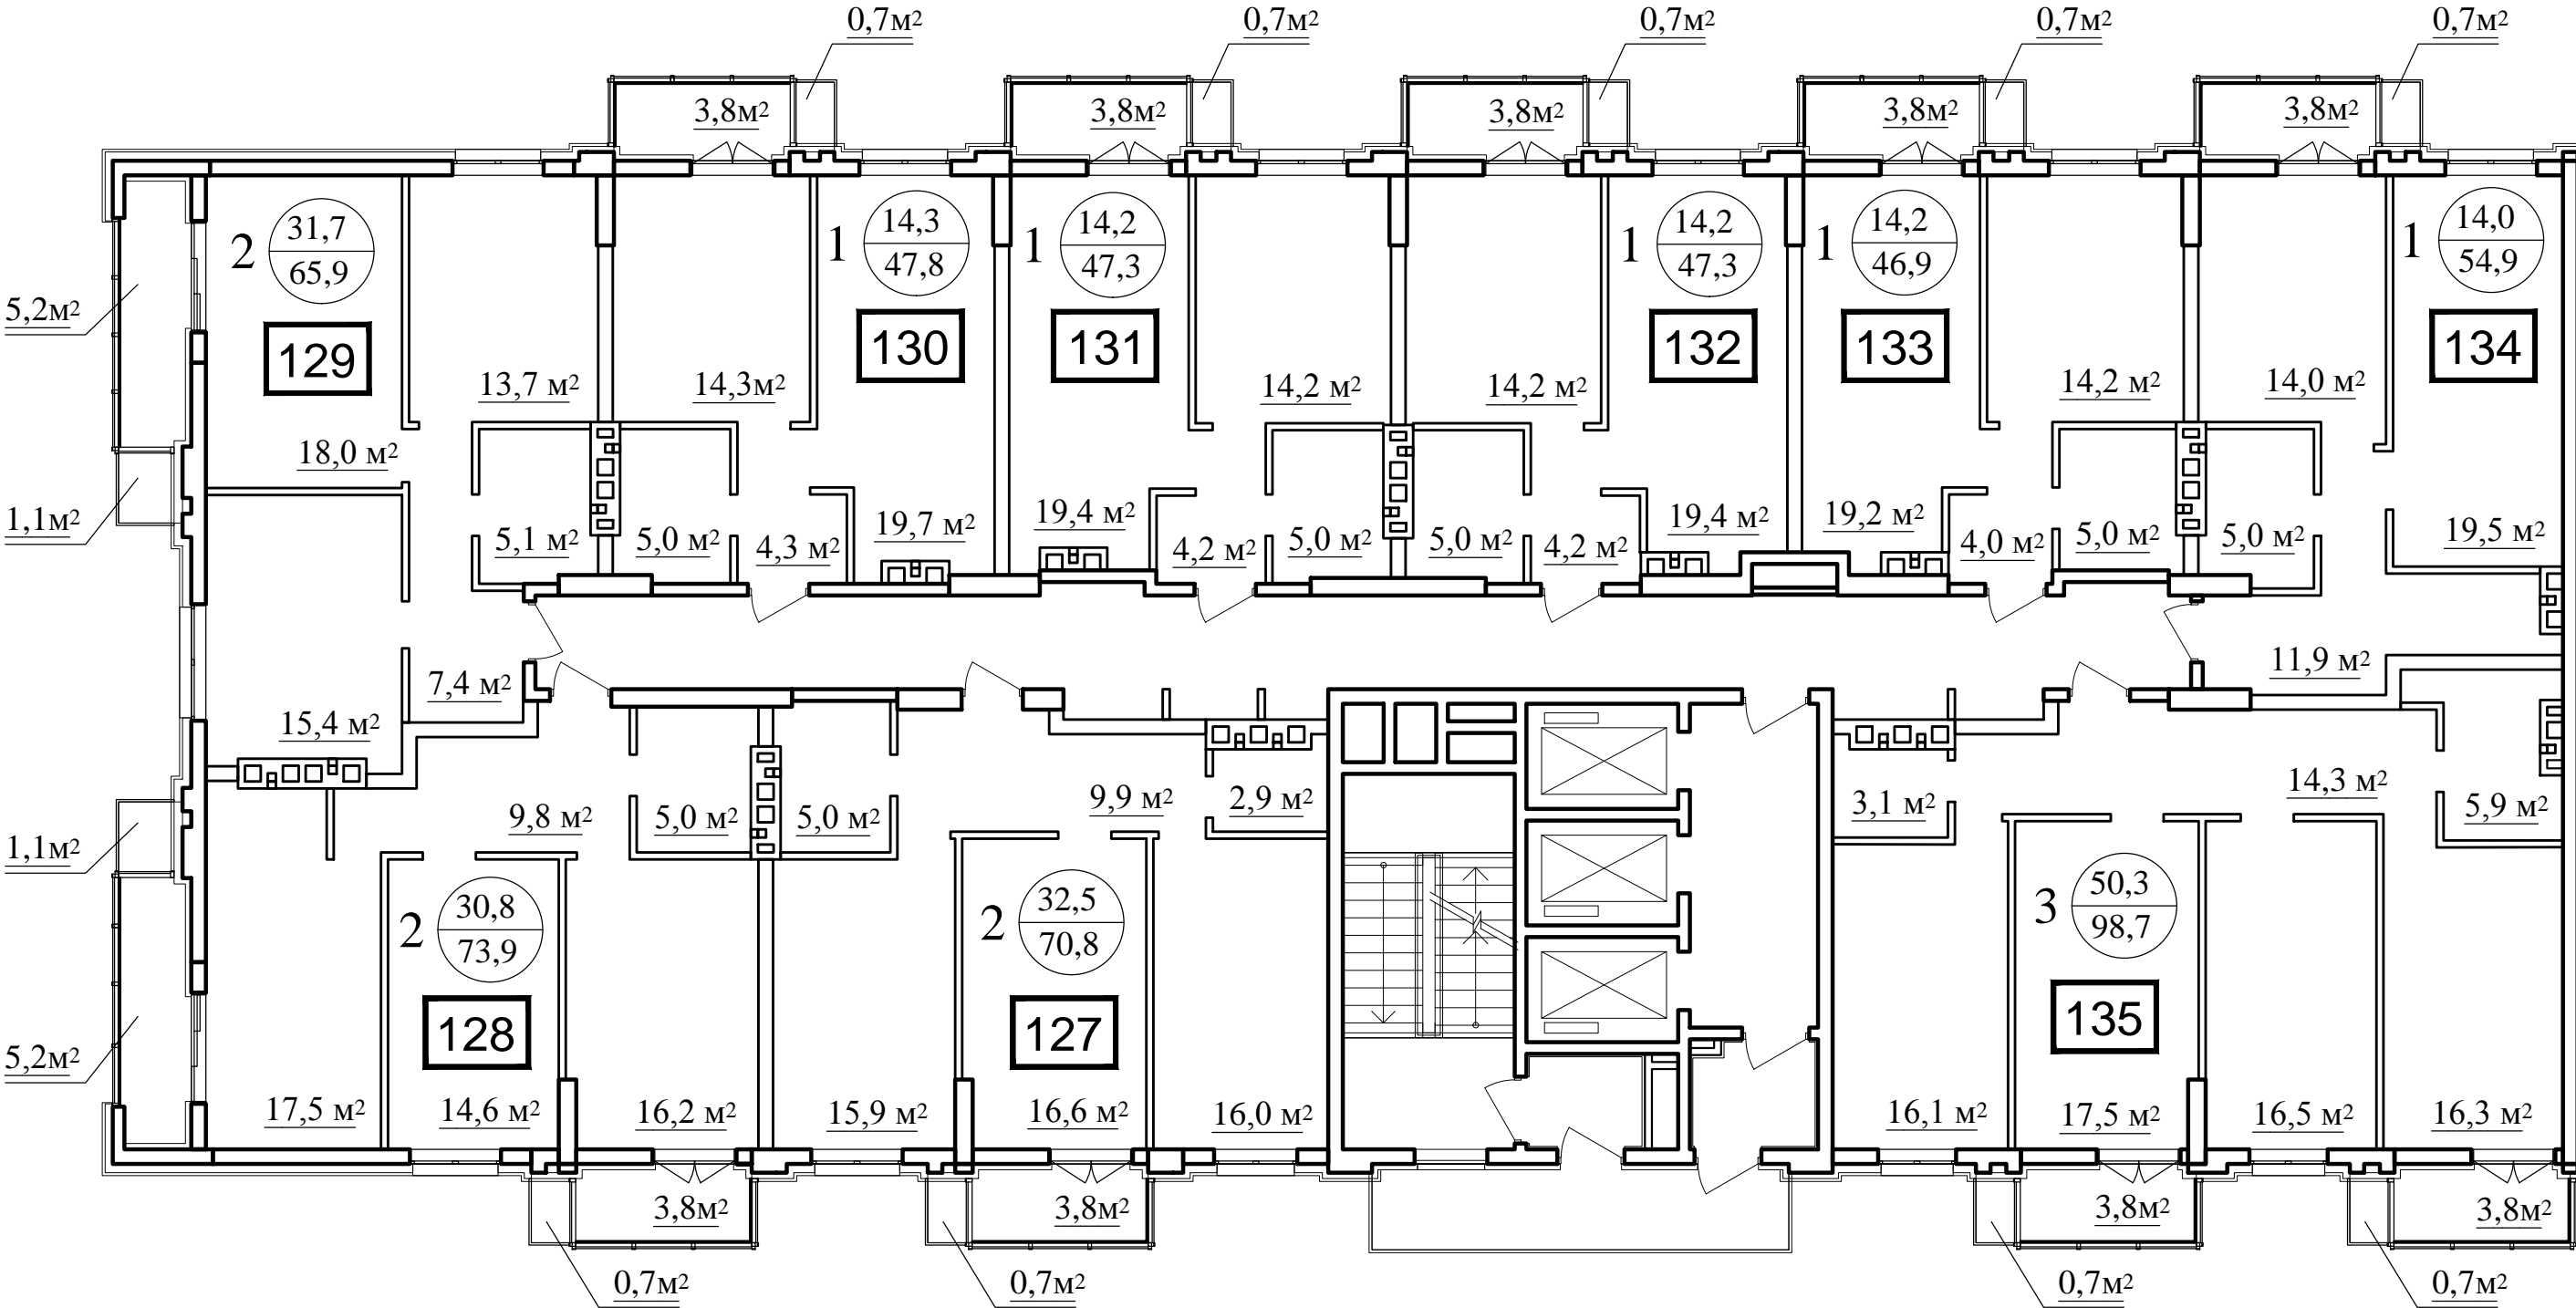 0,7м² 0,7м² 0,7м² 0,7м² 0,7м²
3,8м² 3,8м² 3,8м² 3,8м² 3,8м²
2 31,7 1 14,3 1 14,2 1 14,2 1 14,2 1 14,0
65,9 47,8 47,3 47,3 46,9 54,9
5,2м²
129 130 131 132 133 134
13,7 м² 14,3м² 14,2 м² 14,2 м² 14,2 м² 14,0 м²
18,0 м²
1,1м² 19,7 м² 19,4 м² 19,4 м² 19,2 м² 19,5 м²
5,1 м² 5,0 м² 4,3 м² 4,2 м² 5,0 м² 5,0 м² 4,2 м² 4,0 м² 5,0 м² 5,0 м²
7,4 м² 11,9 м²
15,4 м²
9,8 м² 5,0 м² 5,0 м² 9,9 м² 2,9 м² 3,1 м² 14,3 м² 5,9 м²
1,1м²
2 30,8 2 32,5 3 50,3
73,9 70,8 98,7
128 127 135
5,2м²
17,5 м² 14,6 м² 16,2 м² 15,9 м² 16,6 м² 16,0 м² 16,1 м² 17,5 м² 16,5 м² 16,3 м²
3,8м² 3,8м² 3,8м² 3,8м²
0,7м² 0,7м² 0,7м² 0,7м²